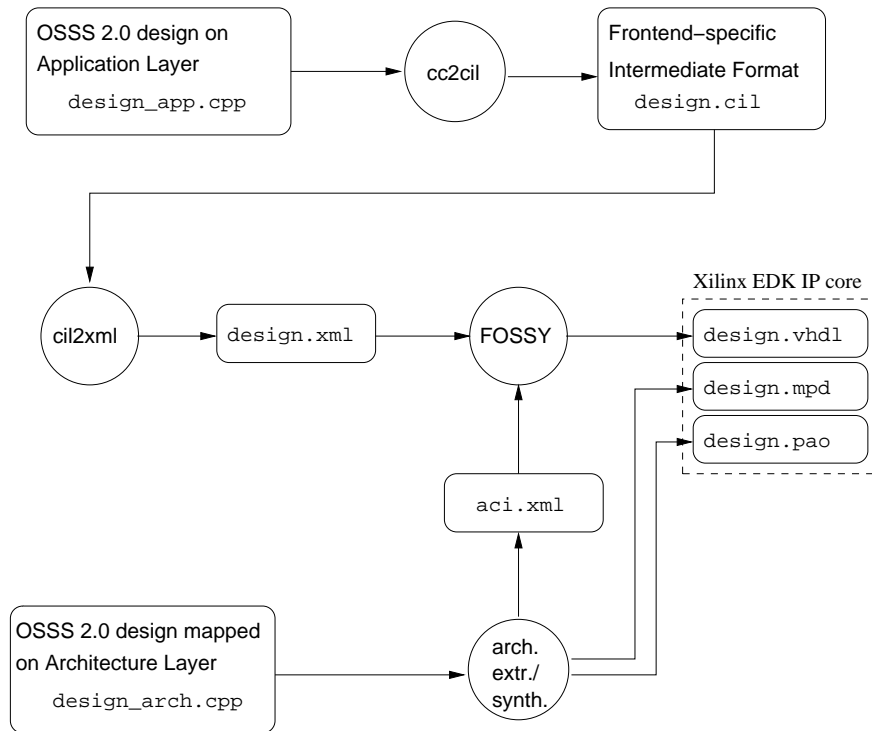 OSSS 2.0 design on
Application Layer
design_app.cpp
cc2cil
Frontend−specific
Intermediate Format
design.cil
cil2xml
design.xml
FOSSY
Xilinx EDK IP core
design.vhdl
design.mpd
design.pao
aci.xml
OSSS 2.0 design mapped
on Architecture Layer
design_arch.cpp
arch.
extr./
synth.